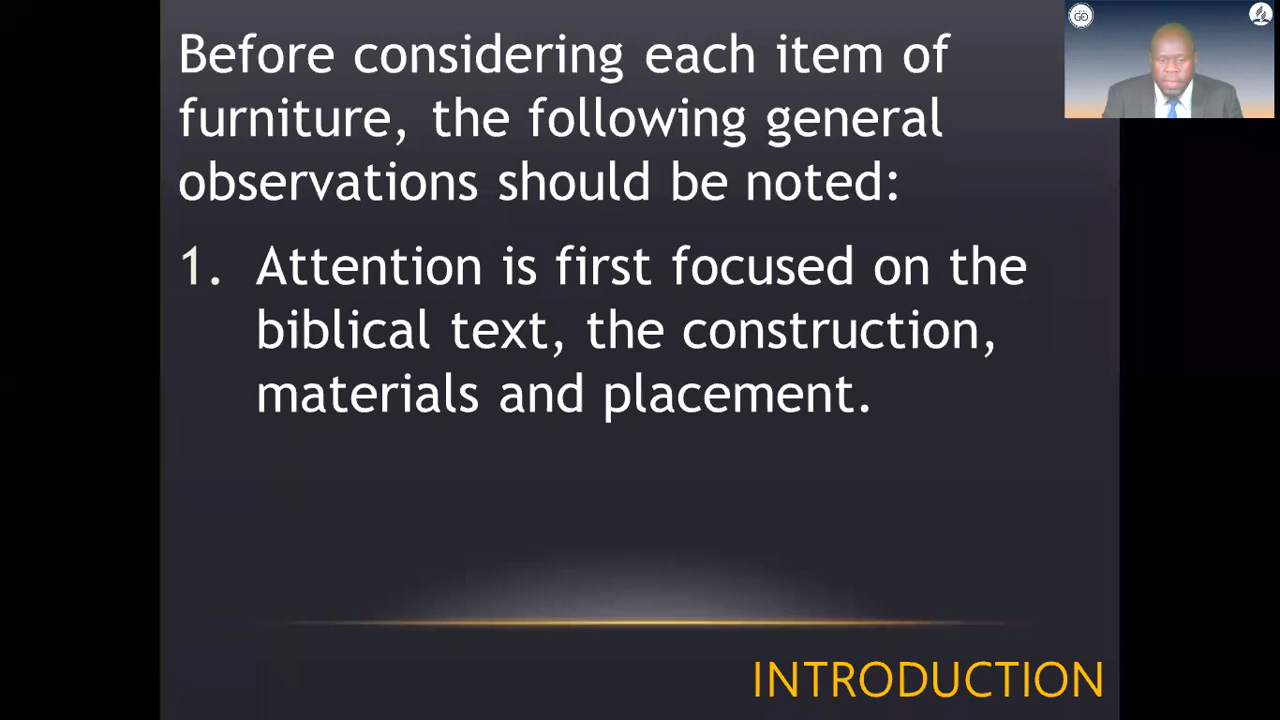 Before considering each item of
furniture, the following general
observations should be noted:
1. Attention is first focused on the
biblical text, the construction,
materials and placement.
INTRODUCTION